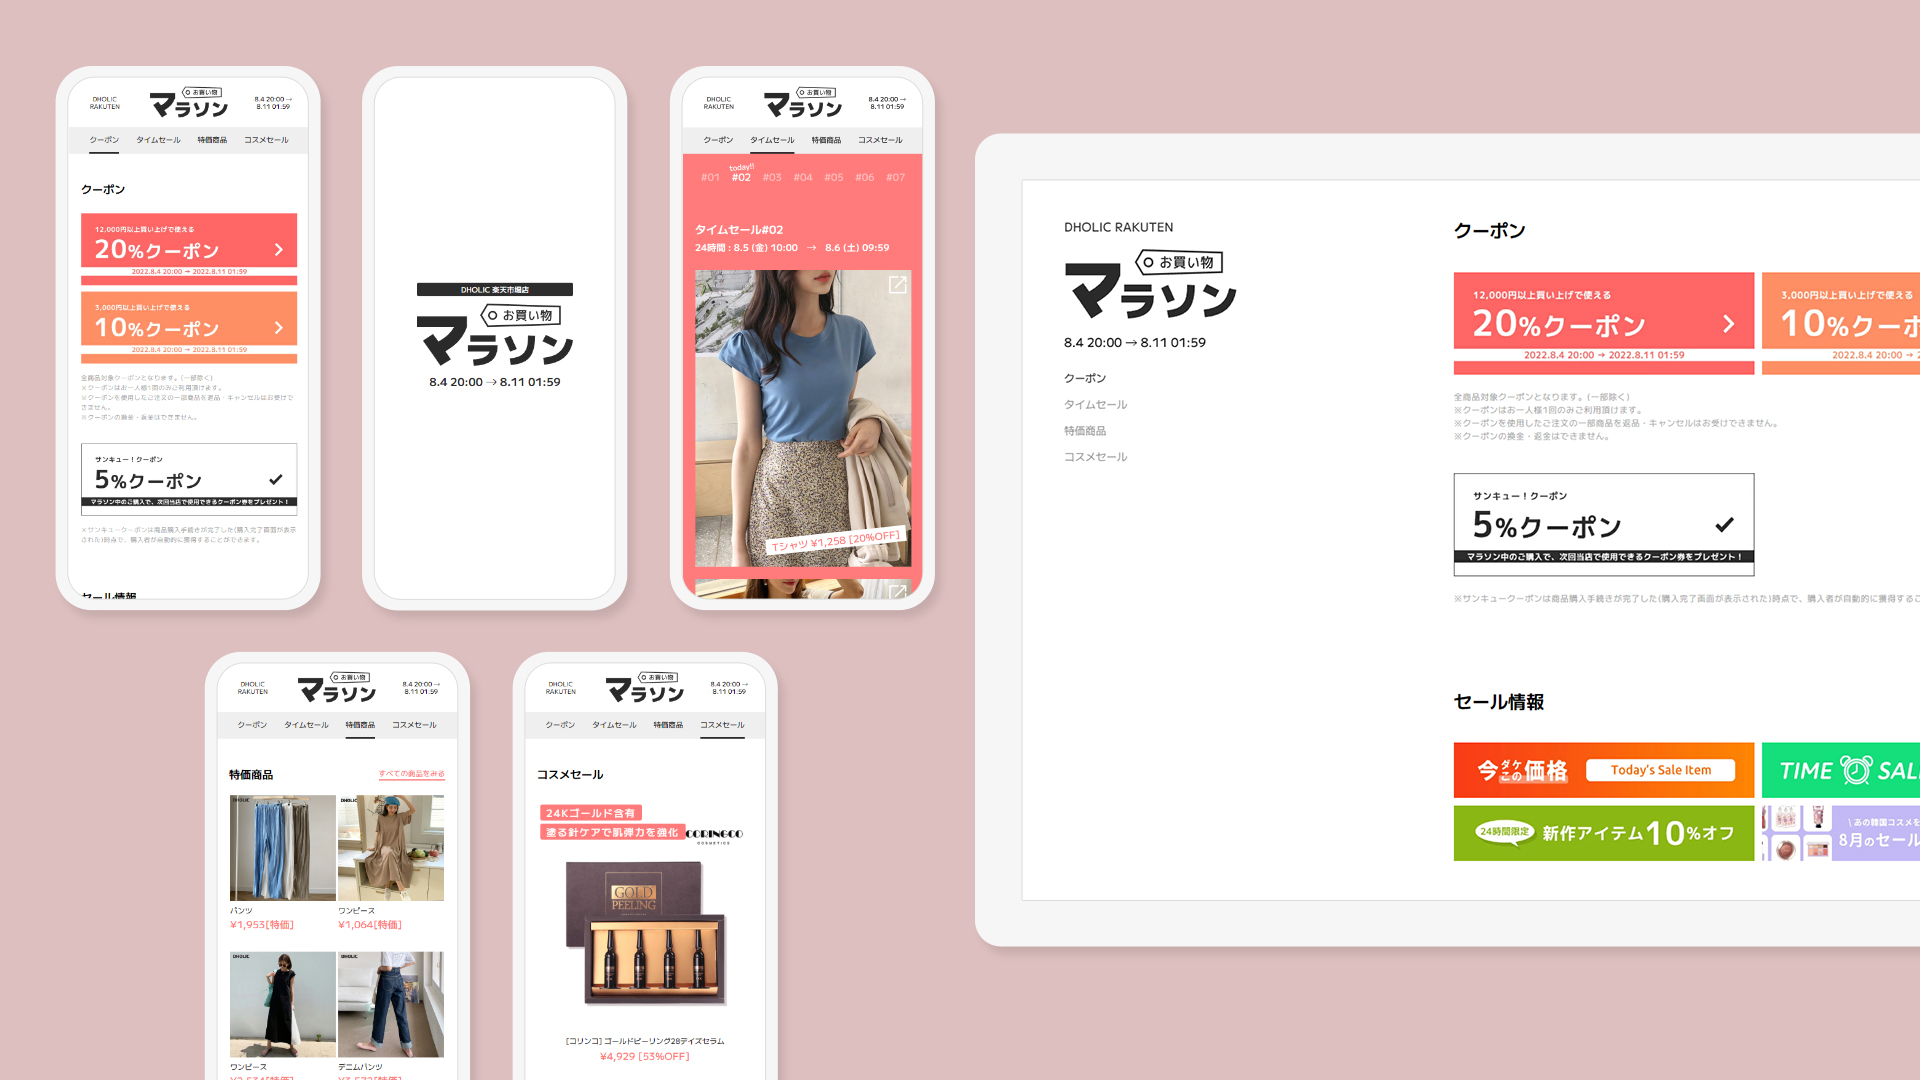 DHOLIC
RAKUTEN
お買い物
マラソン
8.4 20:00 →
8.11 01:59
クーポン
タイムセール
特価商品
コスメセール
クーポン
12,000円以上買い上げで使える
20%クーポン
2022.8.4 20:00 → 2022.8.11 01:59
3,000円以上買い上げで使える
10%クーポン
2022.8.4 20:00 → 2022.8.11 01:59
全商品対象クーポンとなります。(一部除く)
※クーポンはお一人様1回のみご利用頂けます。
※クーポンを使用したご注文の一部商品を返品・キャンセルはお受けで
きません。
※クーポンの換金・返金はできません。
サンキュー！クーポン
5%クーポン
マラソン中のご購入で、次回当店で使用できるクーポン券をプレゼント！
※サンキュークーポンは商品購入手続きが完了した(購入完了画面が表示
された)時点で、購入者が自動的に獲得することができます。
セール情報
DHOLIC 楽天市場店
お買い物
マラソン
8.4 20:00 → 8.11 01:59
DHOLIC
RAKUTEN
お買い物
マラソン
8.4 20:00 →
8.11 01:59
クーポン
タイムセール
特価商品
コスメセール
today!!
#01 #02 #03 #04 #05 #06 #07
タイムセール#02
24時間 : 8.5 (金) 10:00 → 8.6 (土) 09:59
Tシャツ ¥1,258 [20%OFF]
DHOLIC
RAKUTEN
お買い物
マラソン
8.4 20:00 →
8.11 01:59
クーポン
タイムセール
特価商品
コスメセール
特価商品
すべての商品をみる
DHOLIC
DHOLIC
パンツ
¥1,953[特価]
ワンピース
¥1,064[特価]
DHOLIC
DHOLIC
ワンピース
デニムパンツ
DHOLIC
RAKUTEN
お買い物
マラソン
8.4 20:00 →
8.11 01:59
クーポン
タイムセール
特価商品
コスメセール
コスメセール
24Kゴールド含有
塗る針ケアで肌弾力を強化
CORINGCO
COSMETICS
GOLD
PEELING
[コリンコ] ゴールドピーリング28デイズセラム
¥4,929 [53%OFF]
DHOLIC RAKUTEN
お買い物
マラソン
8.4 20:00 → 8.11 01:59
クーポン
タイムセール
特価商品
コスメセール
クーポン
12,000円以上買い上げで使える
20%クーポン
2022.8.4 20:00 → 2022.8.11 01:59
3,000円以上買い上げで使える
10%クー
2022.8.4 20:00 →
全商品対象クーポンとなります。(一部除く)
※クーポンはお一人様1回のみご利用頂けます。
※クーポンを使用したご注文の一部商品を返品・キャンセルはお受けできません。
※クーポンの換金・返金はできません。
サンキュー！クーポン
5%クーポン
マラソン中のご購入で、次回当店で使用できるクーポン券をプレゼント！
※サンキュークーポンは商品購入手続きが完了した(購入完了画面が表示された)時点で、購入者が自動的に獲得するこ
セール情報
今ダケこの価格
Today's Sale Item
TIME SAL
24時間限定
新作アイテム10%オフ
\ あの韓国コスメを
8月のセール